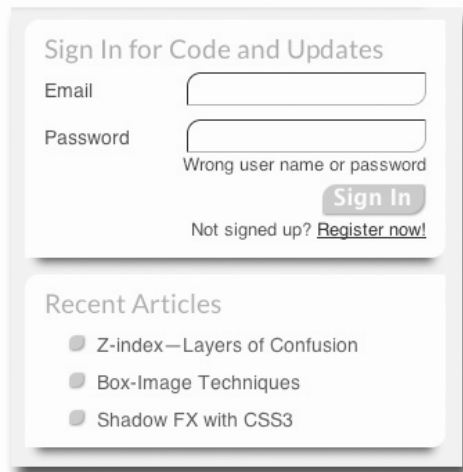 Sign In for Code and Updates
Email
Password
Wrong user name or password
Sign In
Not signed up? Register now!
Recent Articles
Z-index—Layers of Confusion
Box-Image Techniques
Shadow FX with CSS3